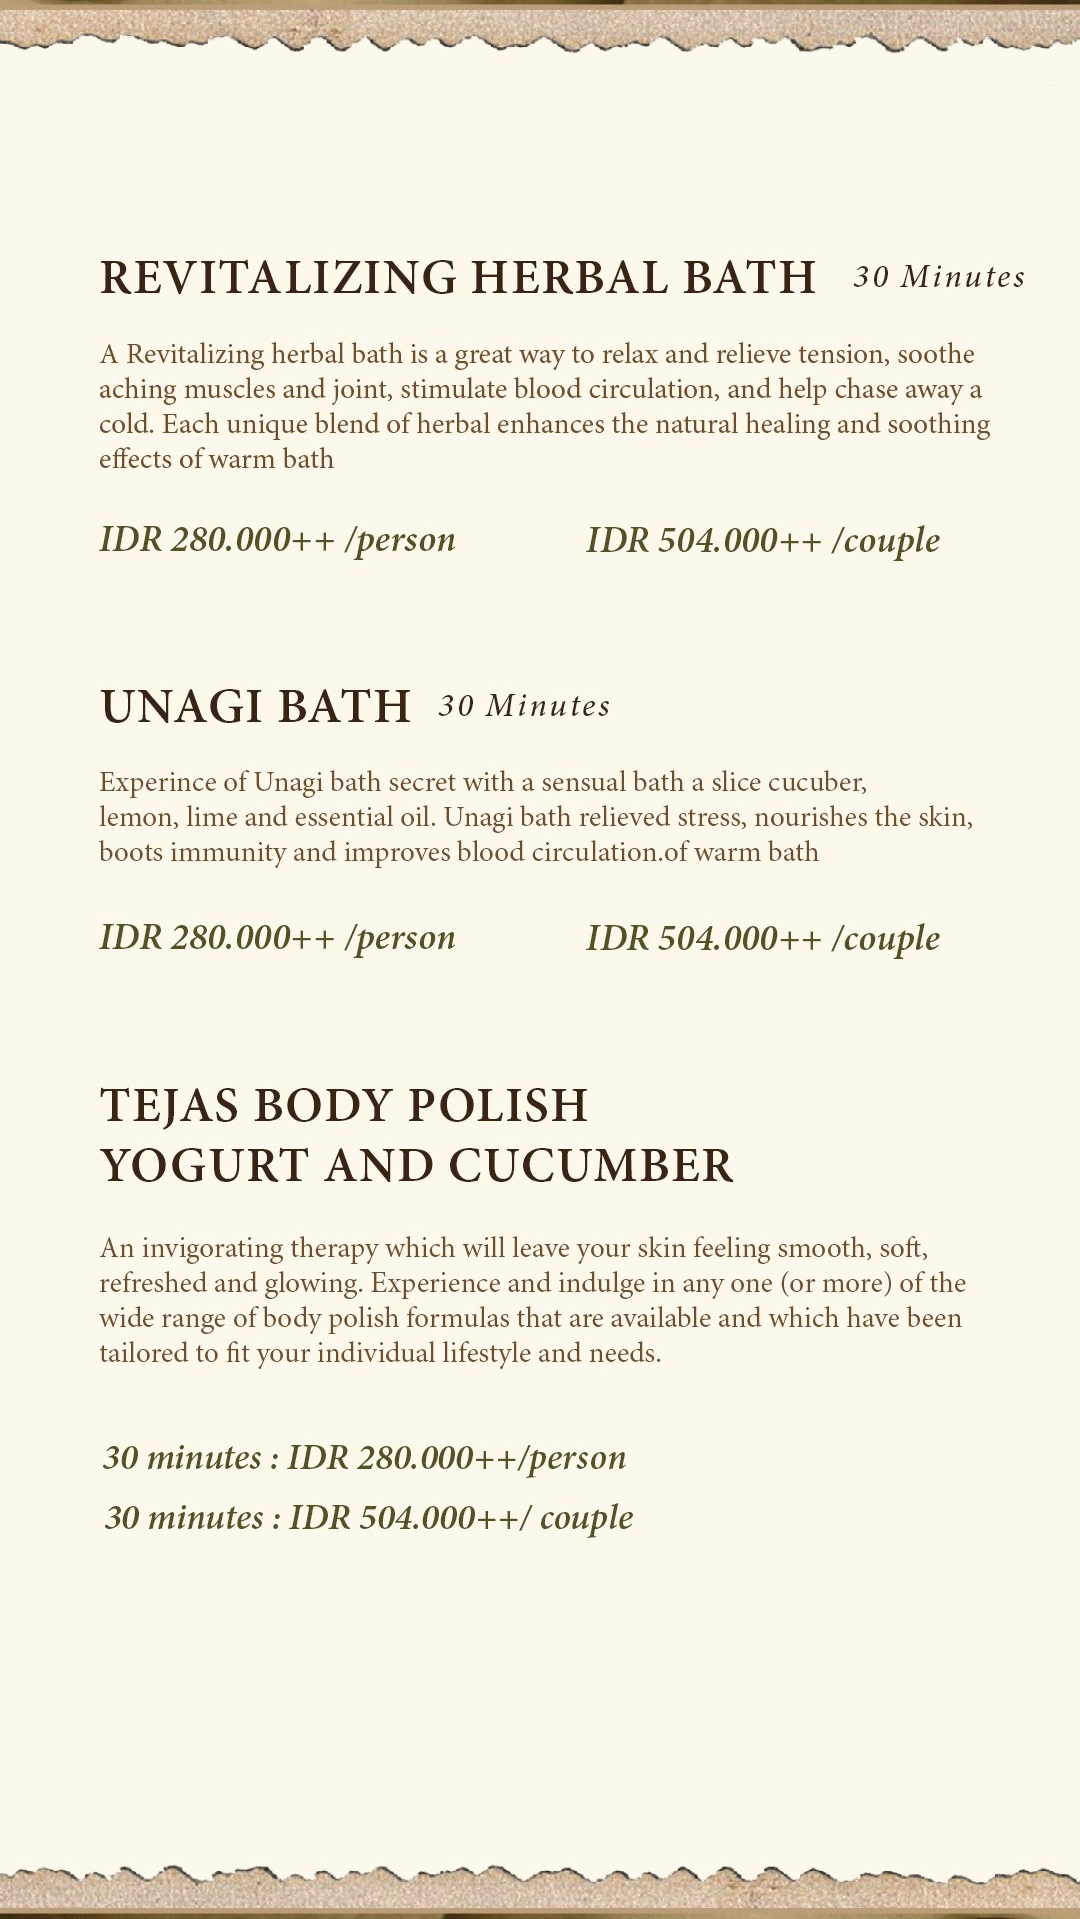 REVITALIZING HERBAL BATH 30 Minutes
A Revitalizing herbal bath is a great way to relax and relieve tension, soothe
aching muscles and joint, stimulate blood circulation, and help chase away a
cold. Each unique blend of herbal enhances the natural healing and soothing
effects of warm bath
IDR 280.000++ /person IDR 504.000++ /couple
UNAGI BATH 30 Minutes
Experince of Unagi bath secret with a sensual bath a slice cucuber,
lemon, lime and essential oil. Unagi bath relieved stress, nourishes the skin,
boots immunity and improves blood circulation.of warm bath
IDR 280.000++ /person IDR 504.000++ /couple
TEJAS BODY POLISH
YOGURT AND CUCUMBER
An invigorating therapy which will leave your skin feeling smooth, soft,
refreshed and glowing. Experience and indulge in any one (or more) of the
wide range of body polish formulas that are available and which have been
tailored to fit your individual lifestyle and needs.
30 minutes : IDR 280.000++/person
30 minutes : IDR 504.000++/ couple